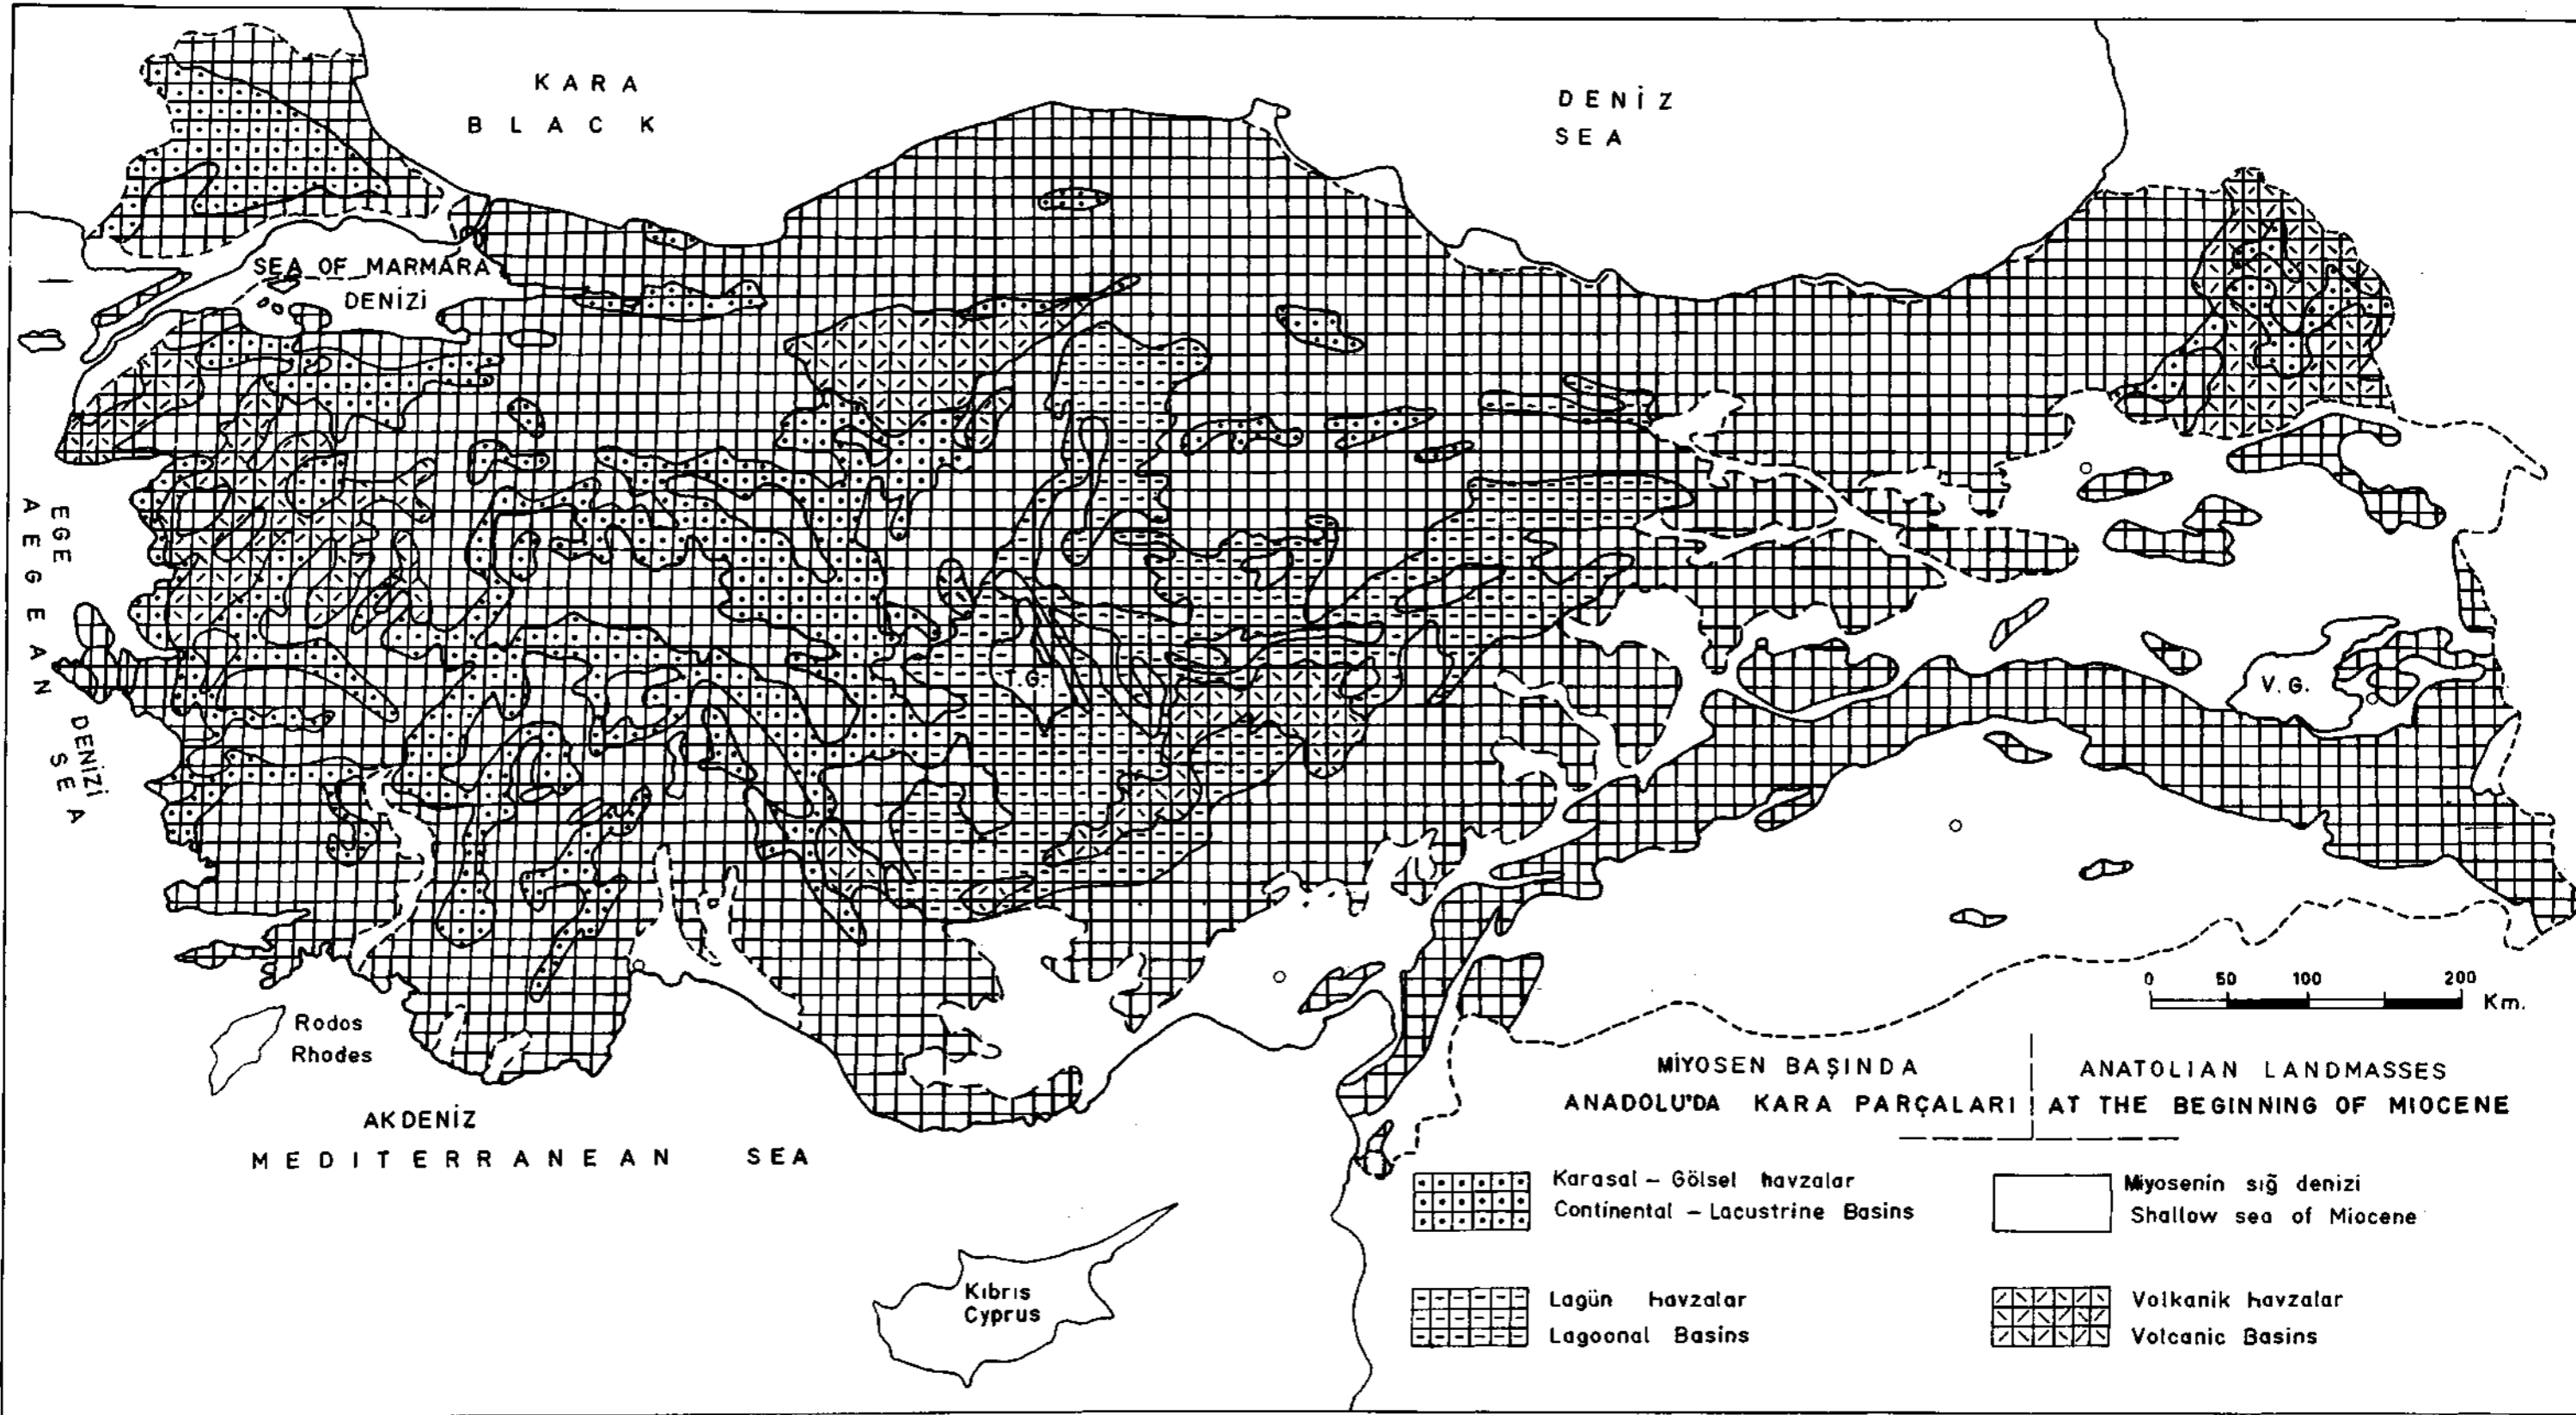 KARA
BLACK
DENİZ
SEA
SEA OF MARMARA
DENİZİ
EGE
AEGEAN
DENİZİ
SEA
T.G.
V. G.
Rodos
Rhodes
AKDENİZ
MEDITERRANEAN SEA
Kıbrıs
Cyprus
0 50 100 200
Km.
MİYOSEN BAŞINDA
ANADOLU'DA KARA PARÇALARI
ANATOLIAN LANDMASSES
AT THE BEGINNING OF MIOCENE
Karasal – Gölsel havzalar
Continental – Lacustrine Basins
Miyosenin sığ denizi
Shallow sea of Miocene
Lagün havzalar
Lagoonal Basins
Volkanik havzalar
Volcanic Basins